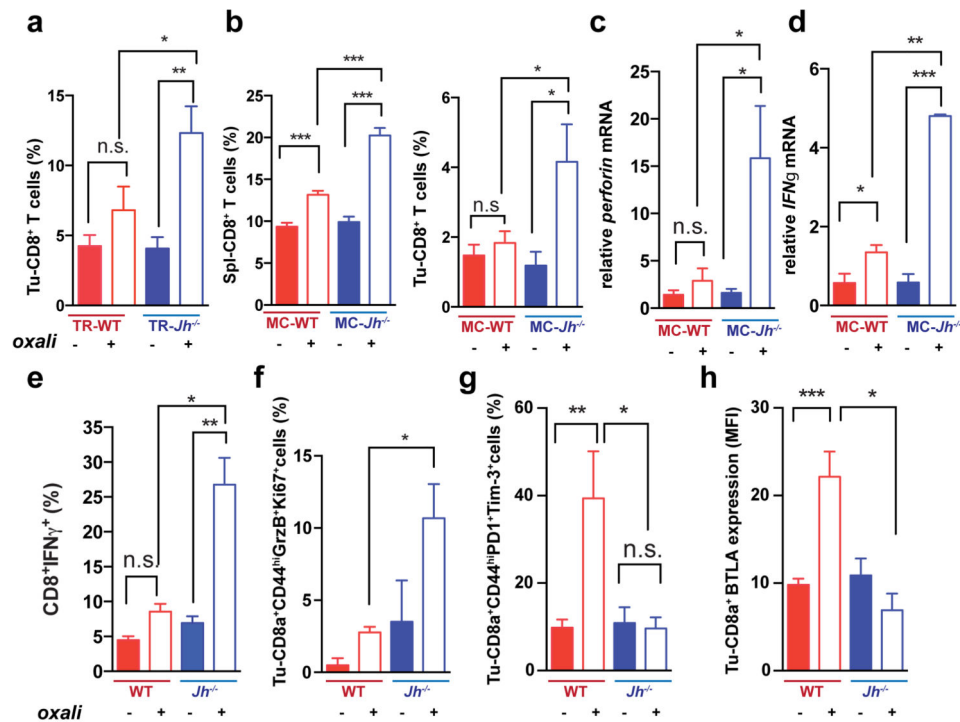 a
Tu-CD8⁺ T cells (%)
15
10
5
0
n.s.
*
**
TR-WT
TR-Jh⁻/⁻
oxali
- + - +
b
Spl-CD8⁺ T cells (%)
25
20
15
10
5
0
***
***
***
MC-WT
MC-Jh⁻/⁻
- + - +
Tu-CD8⁺ T cells (%)
6
4
2
0
n.s
*
*
MC-WT
MC-Jh⁻/⁻
- + - +
c
relative perforin mRNA
20
15
10
5
0
n.s.
*
*
MC-WT
MC-Jh⁻/⁻
- + - +
d
relative IFNg mRNA
6
4
2
0
*
**
***
MC-WT
MC-Jh⁻/⁻
- + - +
e
CD8⁺IFNγ⁺ (%)
35
30
25
20
15
10
5
0
n.s.
*
**
WT
Jh⁻/⁻
oxali
- + - +
f
Tu-CD8a⁺CD44ʰⁱGrzB⁺Ki67⁺cells (%)
15
10
5
0
*
WT
Jh⁻/⁻
- + - +
g
Tu-CD8a⁺CD44ʰⁱPD1⁺Tim-3⁺cells (%)
60
40
20
0
**
*
n.s.
WT
Jh⁻/⁻
- + - +
h
Tu-CD8a⁺ BTLA expression (MFI)
30
20
10
0
***
*
WT
Jh⁻/⁻
- + - +